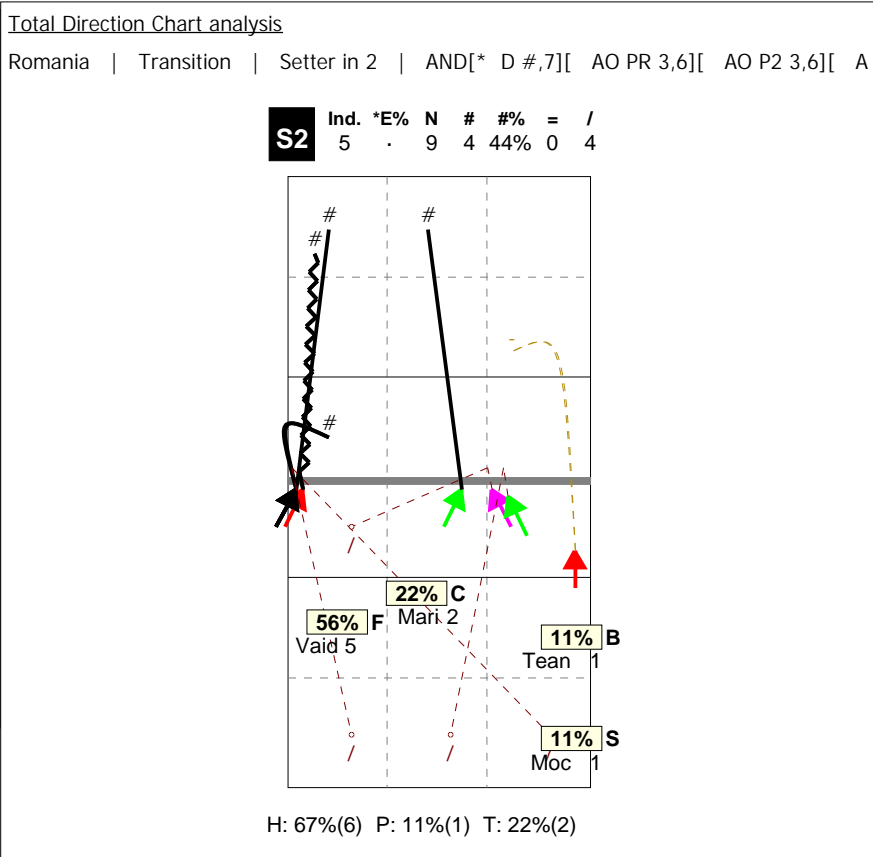 Total Direction Chart analysis
Romania | Transition | Setter in 2 | AND[* D #,7][ AO PR 3,6][ AO P2 3,6][ A
Ind. *E% N # #% = /
S2 5 . 9 4 44% 0 4
#
#
#
#
22% C
Mari 2
56% F
Vaid 5
11% B
Tean 1
11% S
Moc 1
H: 67%(6) P: 11%(1) T: 22%(2)